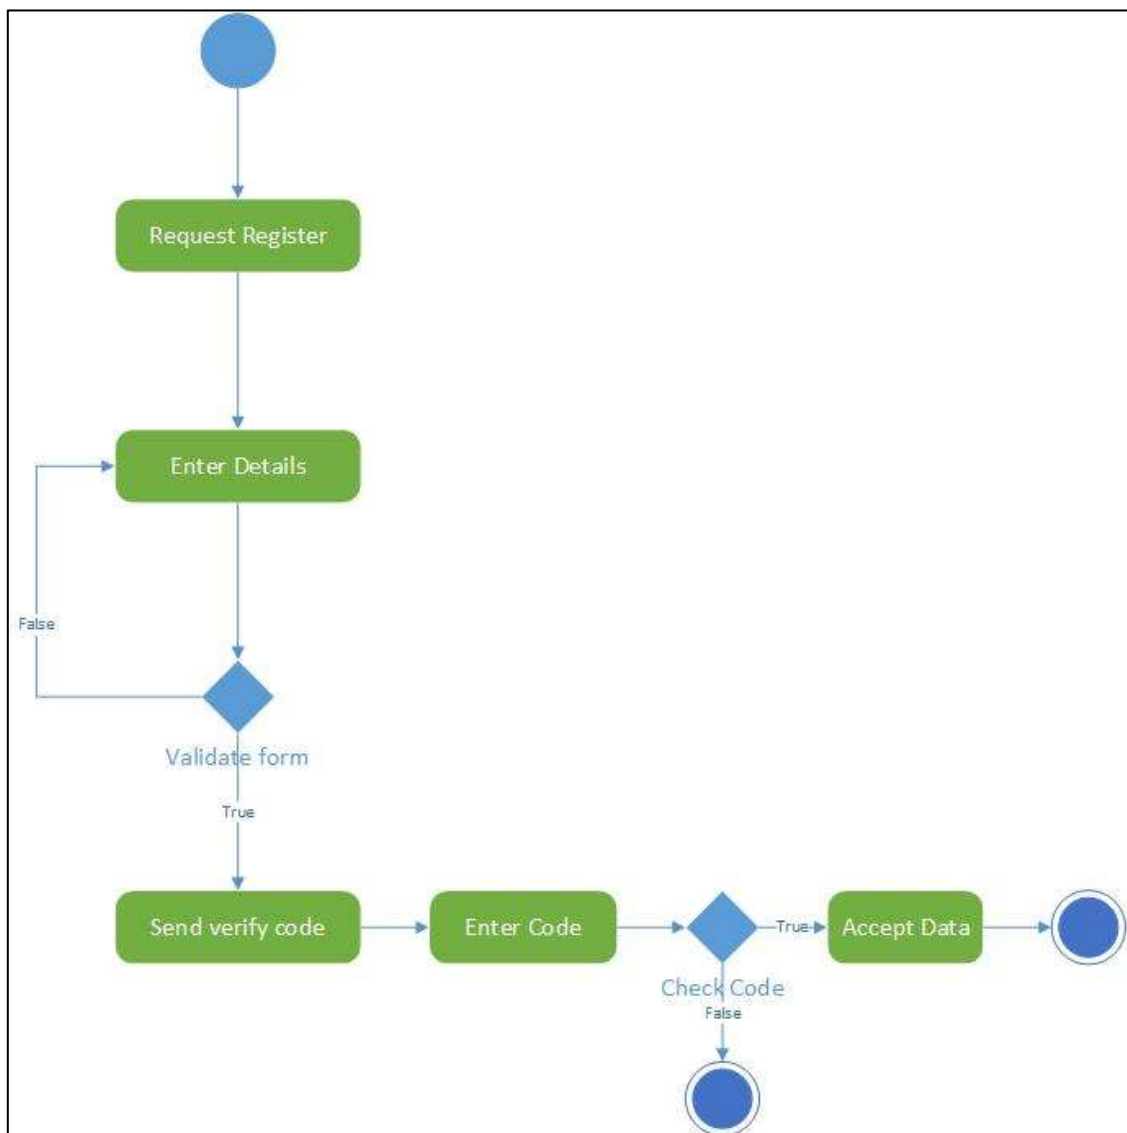 Request Register
Enter Details
False
Validate form
True
Send verify code
Enter Code
True
Accept Data
Check Code
False